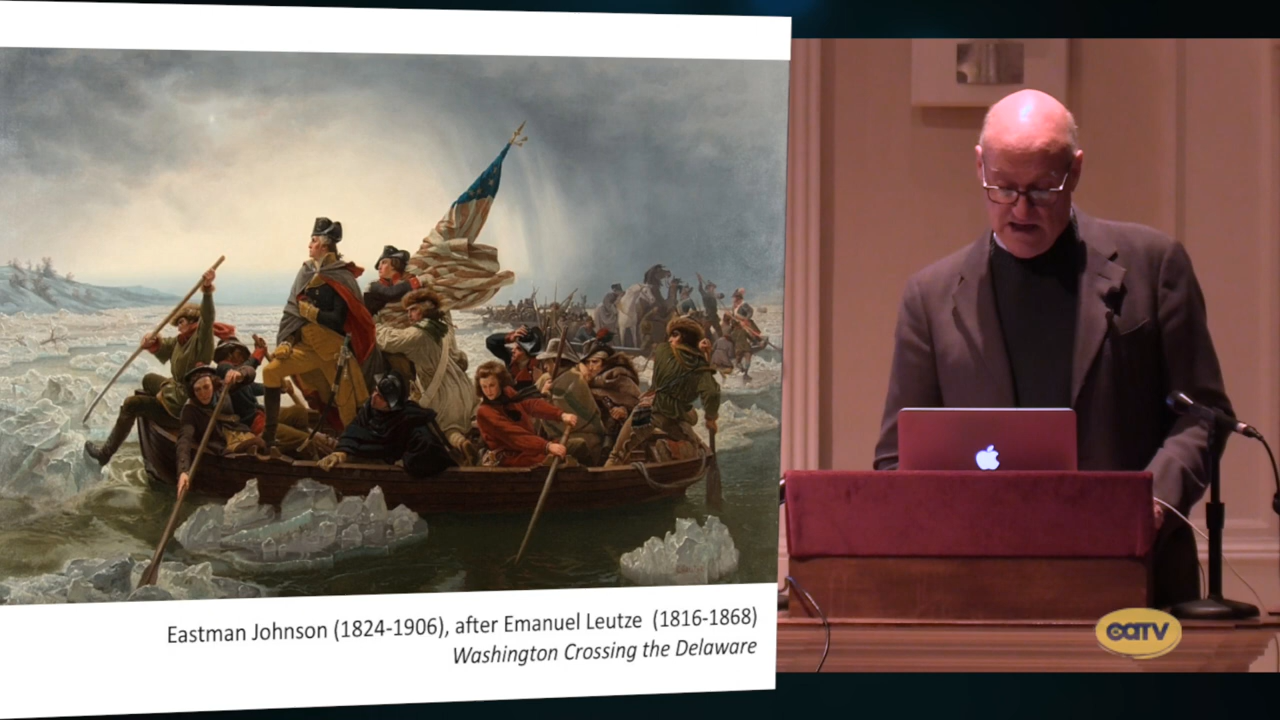 Eastman Johnson (1824-1906), after Emanuel Leutze (1816-1868)
Washington Crossing the Delaware
CATV